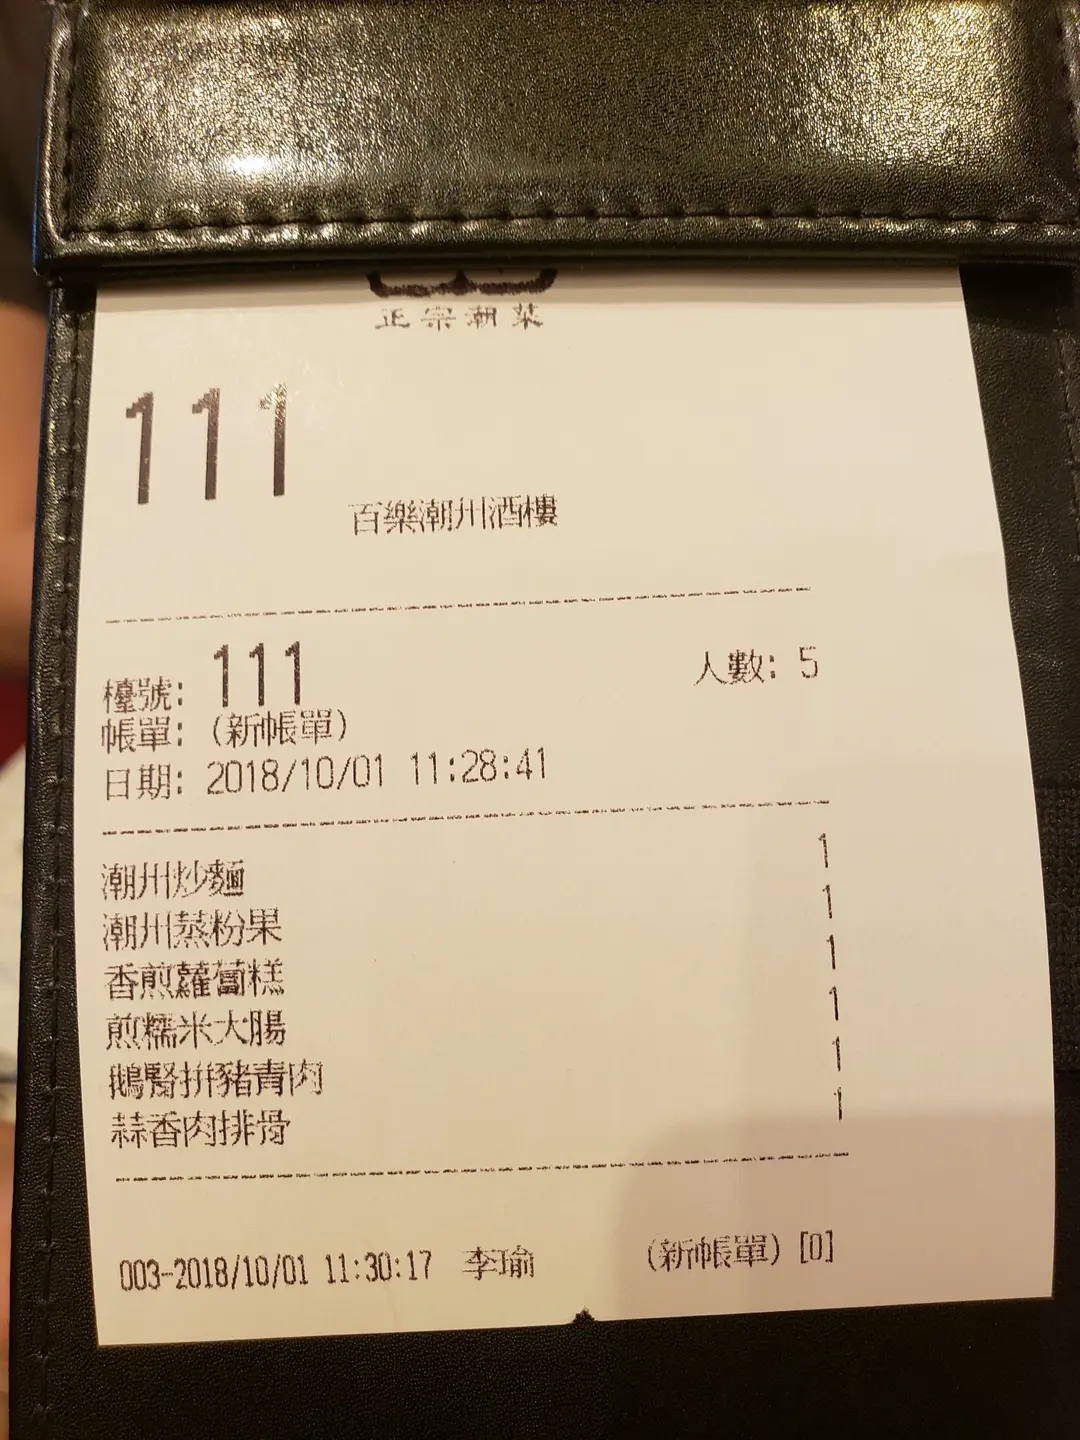 正宗潮菜
111
百樂潮州酒樓
檯號: 111 人數: 5
帳單: (新帳單)
日期: 2018/10/01 11:28:41
潮州炒麵 1
潮州蒸粉果 1
香煎蘿蔔糕 1
煎糯米大腸 1
鵝腎拼豬青肉 1
蒜香肉排骨 1
003-2018/10/01 11:30:17 李瑜 (新帳單) [0]